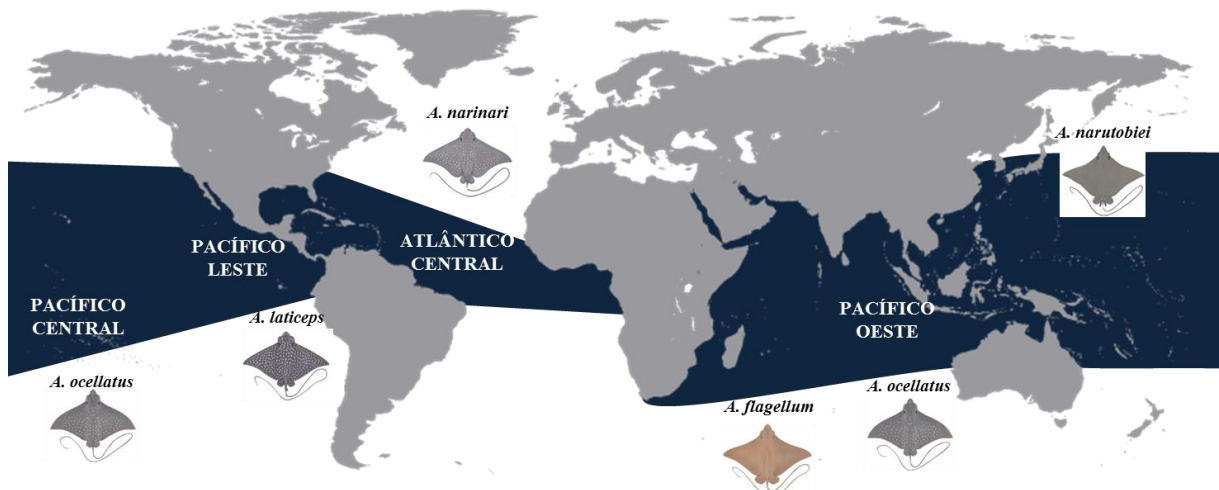 A. narinari
A. narutobiei
PACÍFICO
LESTE
ATLÂNTICO
CENTRAL
PACÍFICO
CENTRAL
PACÍFICO
OESTE
A. laticeps
A. ocellatus
A. flagellum
A. ocellatus